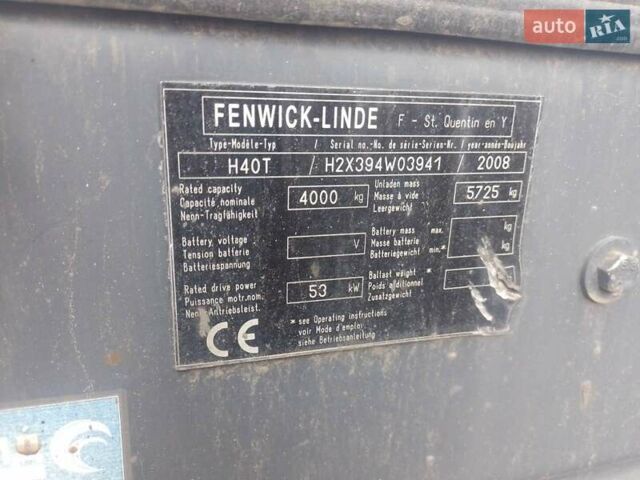 auto RIA .com
FENWICK-LINDE F - St. Quentin en Y
Type-Modèle-Typ / Serial no.-No. de série-Serien-Nr. / year-année-Baujahr
H40T / H2X394W03941 / 2008
Rated capacity
Capacité nominale
Nenn-Tragfähigkeit
4000 kg
Unladen mass
Masse à vide
Leergewicht
5725 kg
Battery voltage
Tension batterie
Batteriespannung
V
Battery mass max.
Masse batterie
Batteriegewicht min.*
kg
kg
Rated drive power
Puissance motr.nom.
Nenn-Antriebsleist.
53 kW
Ballast weight *
Poids additionnel
Zusatzgewicht
* see Operating instructions
voir Mode d'emploi
siehe Betriebsanleitung
CE